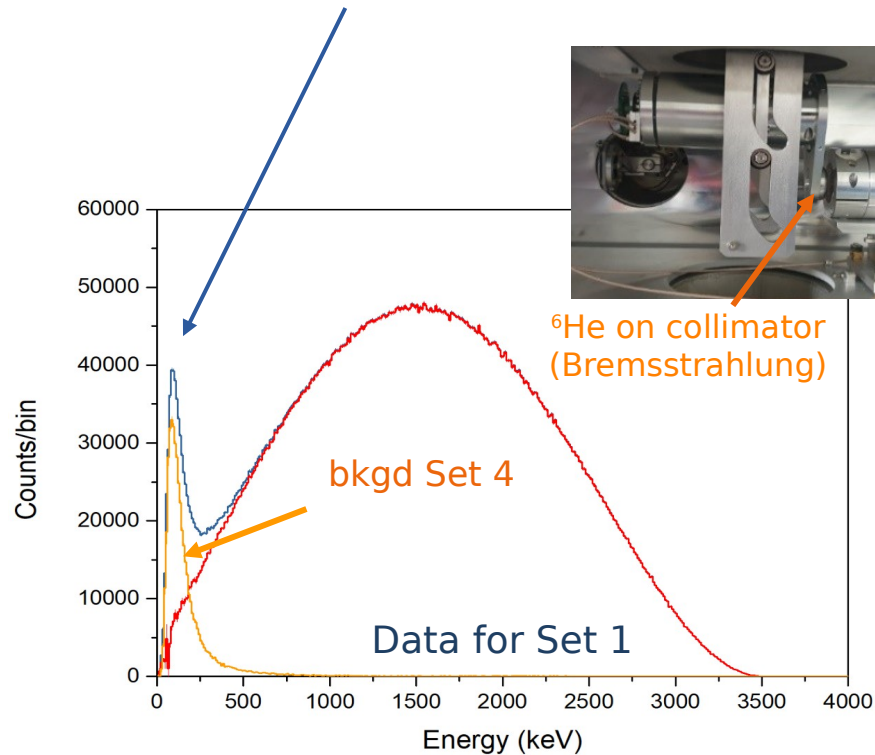 60000
50000
40000
30000
20000
10000
0
Counts/bin
⁶He on collimator
(Bremsstrahlung)
bkgd Set 4
Data for Set 1
0 500 1000 1500 2000 2500 3000 3500 4000
Energy (keV)